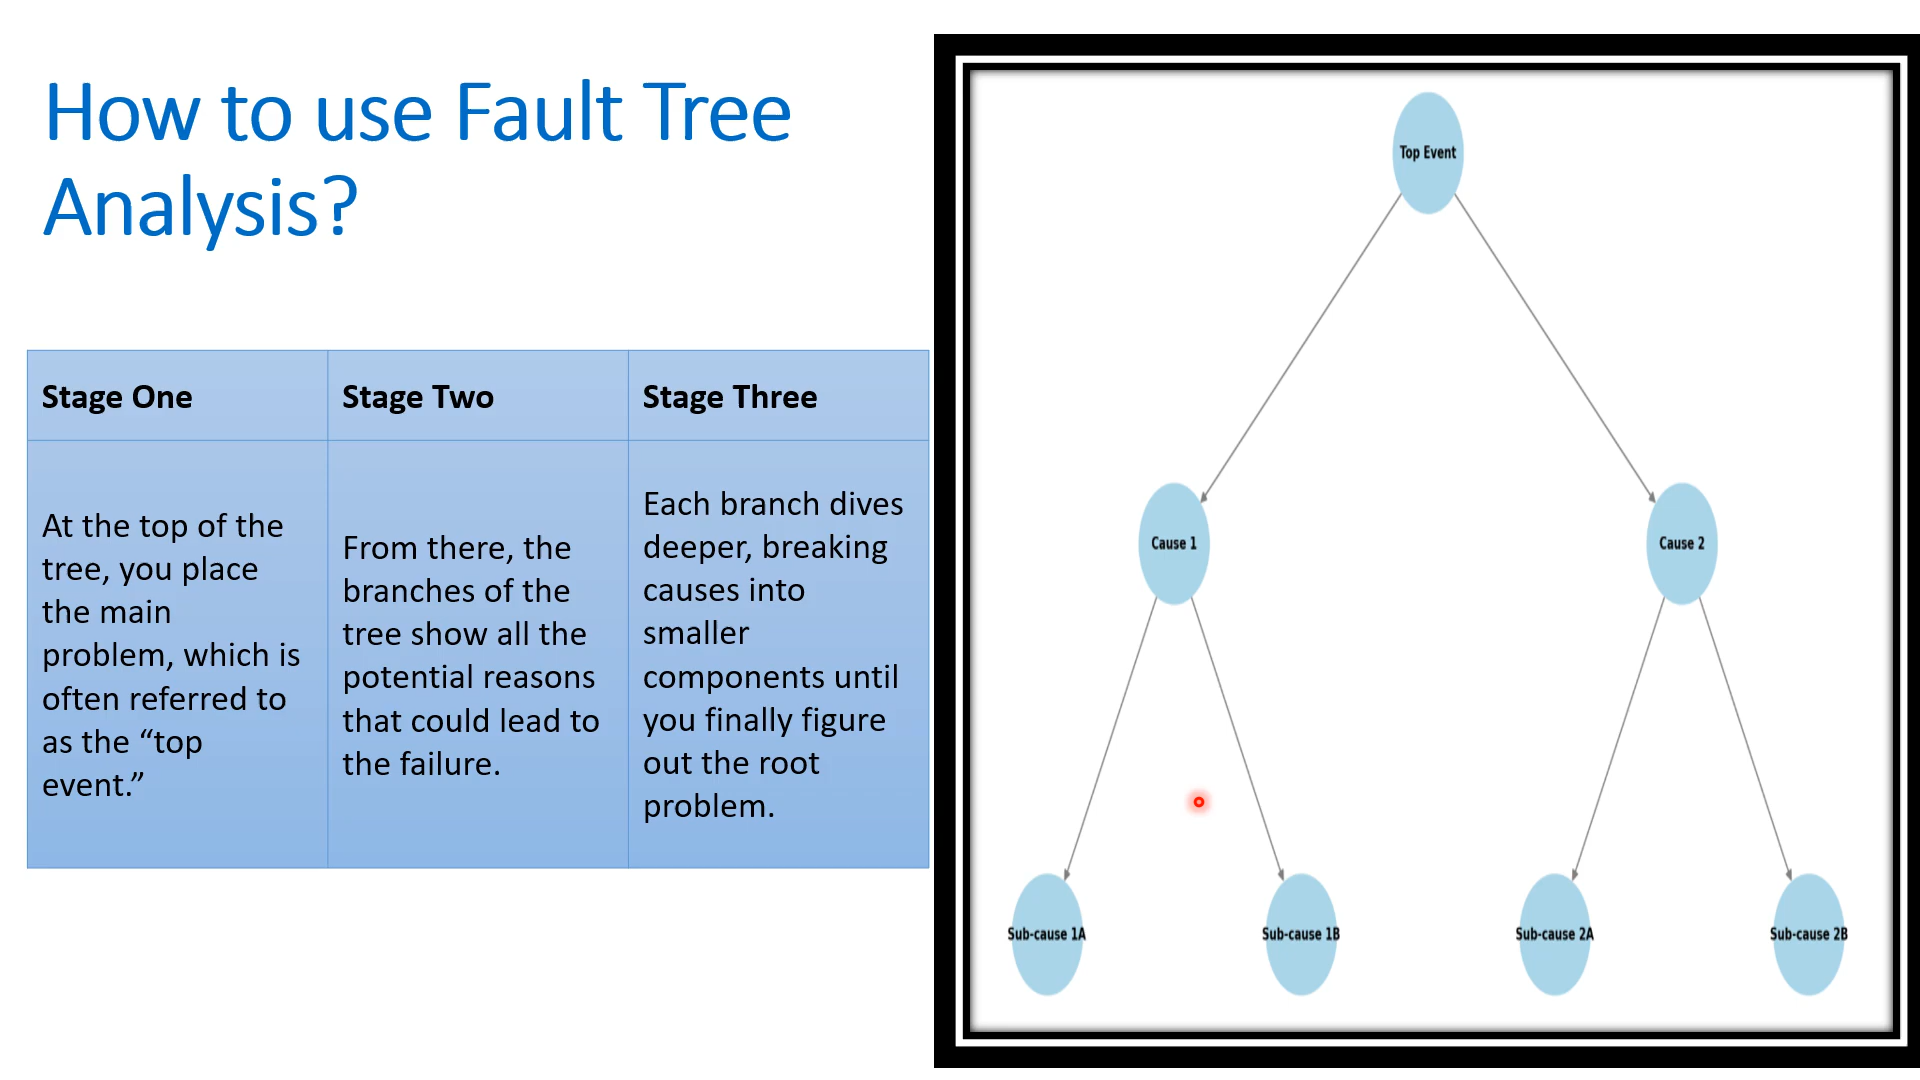 How to use Fault Tree
Analysis?
Stage One
Stage Two
Stage Three
At the top of the
tree, you place
the main
problem, which is
often referred to
as the “top
event.”
From there, the
branches of the
tree show all the
potential reasons
that could lead to
the failure.
Each branch dives
deeper, breaking
causes into
smaller
components until
you finally figure
out the root
problem.
Top Event
Cause 1
Cause 2
Sub-cause 1A
Sub-cause 1B
Sub-cause 2A
Sub-cause 2B